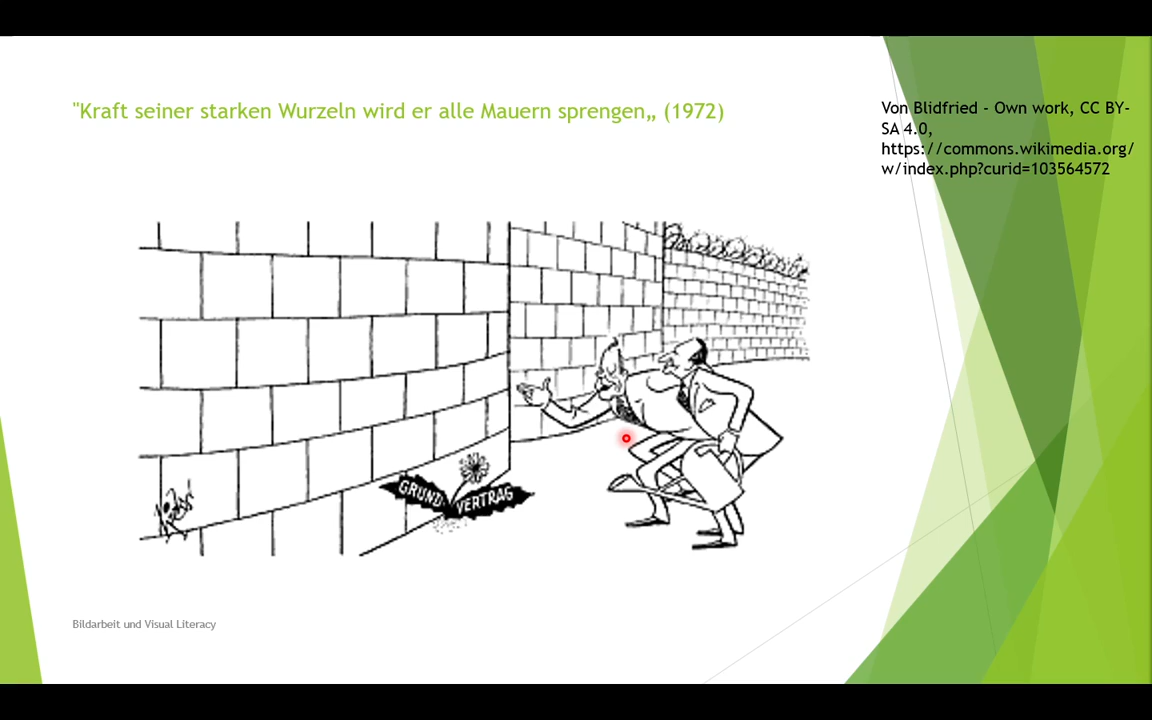 "Kraft seiner starken Wurzeln wird er alle Mauern sprengen„ (1972)
Von Blidfried - Own work, CC BY-
SA 4.0,
https://commons.wikimedia.org/
w/index.php?curid=103564572
GRUND-VERTRAG
Bildarbeit und Visual Literacy